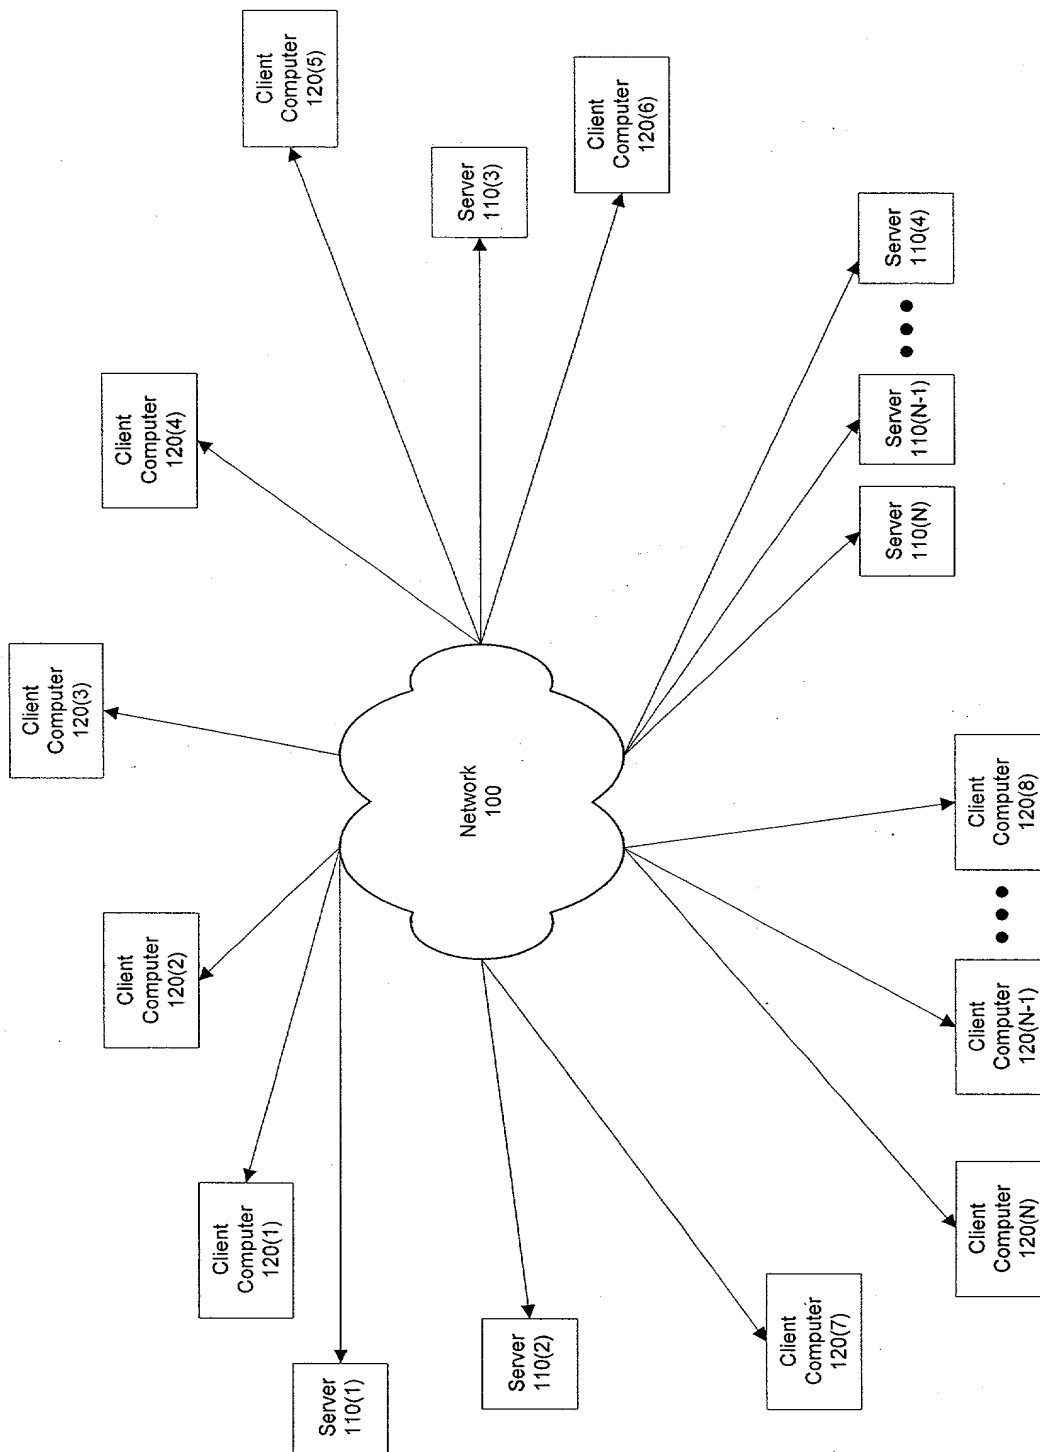 Client
Computer
120(5)
Server
110(3)
Client
Computer
120(6)
Client
Computer
120(4)
Server
110(4)
Server
110(N-1)
Server
110(N)
Client
Computer
120(3)
Network
100
Client
Computer
120(8)
Client
Computer
120(2)
Client
Computer
120(N-1)
Client
Computer
120(1)
Client
Computer
120(N)
Server
110(1)
Server
110(2)
Client
Computer
120(7)